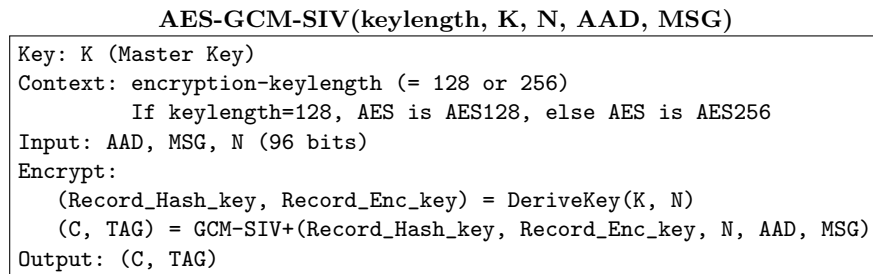 AES-GCM-SIV(keylength, K, N, AAD, MSG)
Key: K (Master Key)
Context: encryption-keylength (= 128 or 256)
If keylength=128, AES is AES128, else AES is AES256
Input: AAD, MSG, N (96 bits)
Encrypt:
(Record_Hash_key, Record_Enc_key) = DeriveKey(K, N)
(C, TAG) = GCM-SIV+(Record_Hash_key, Record_Enc_key, N, AAD, MSG)
Output: (C, TAG)